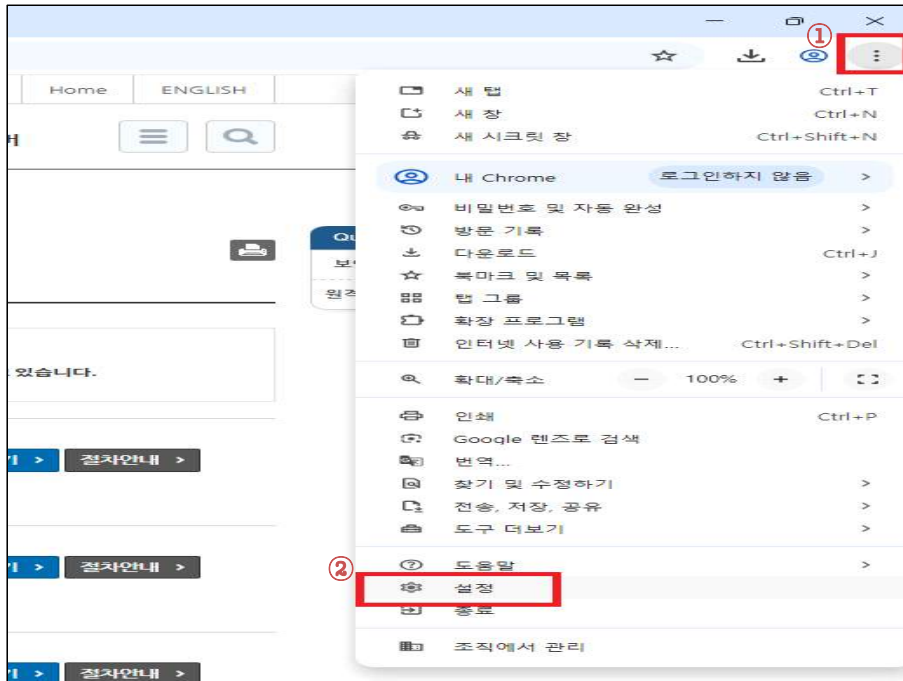 ①
Home ENGLISH
새 탭 Ctrl+T
새 창 Ctrl+N
새 시크릿 창 Ctrl+Shift+N
내 Chrome 로그인하지 않음 >
비밀번호 및 자동 완성 >
방문 기록 >
다운로드 Ctrl+J
북마크 및 목록 >
탭 그룹 >
확장 프로그램 >
인터넷 사용 기록 삭제... Ctrl+Shift+Del
있습니다.
확대/축소 - 100% +
인쇄 Ctrl+P
Google 렌즈로 검색
절차안내 >
번역...
찾기 및 수정하기 >
전송, 저장, 공유 >
도구 더보기 >
절차안내 >
② 도움말 >
설정
종료
조직에서 관리
절차안내 >